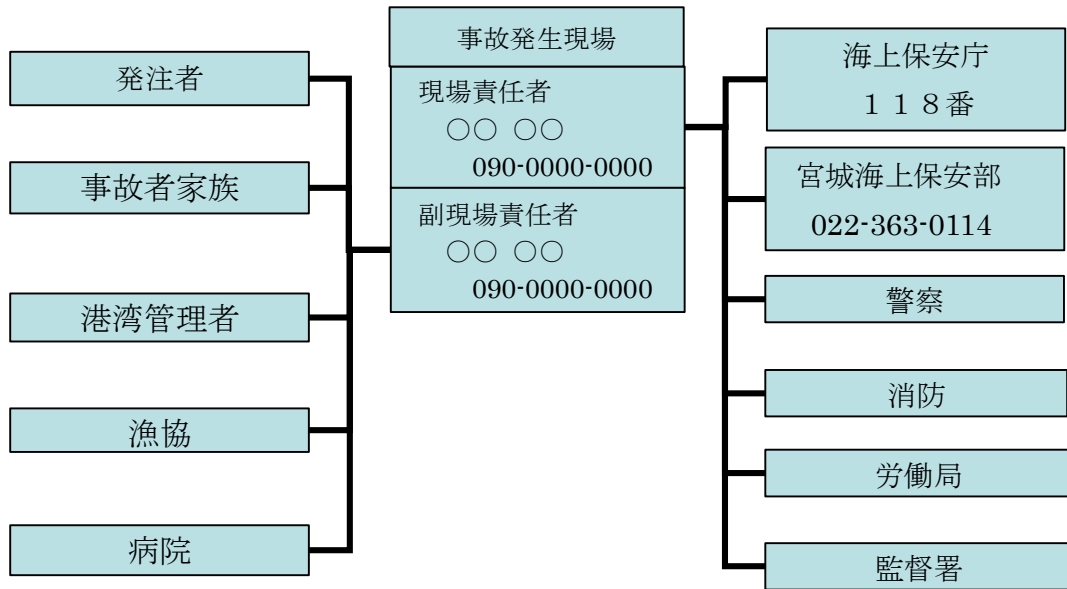 発注者
事故者家族
港湾管理者
漁協
病院
事故発生現場
現場責任者
○○ ○○
090-0000-0000
副現場責任者
○○ ○○
090-0000-0000
海上保安庁
１１８番
宮城海上保安部
022-363-0114
警察
消防
労働局
監督署